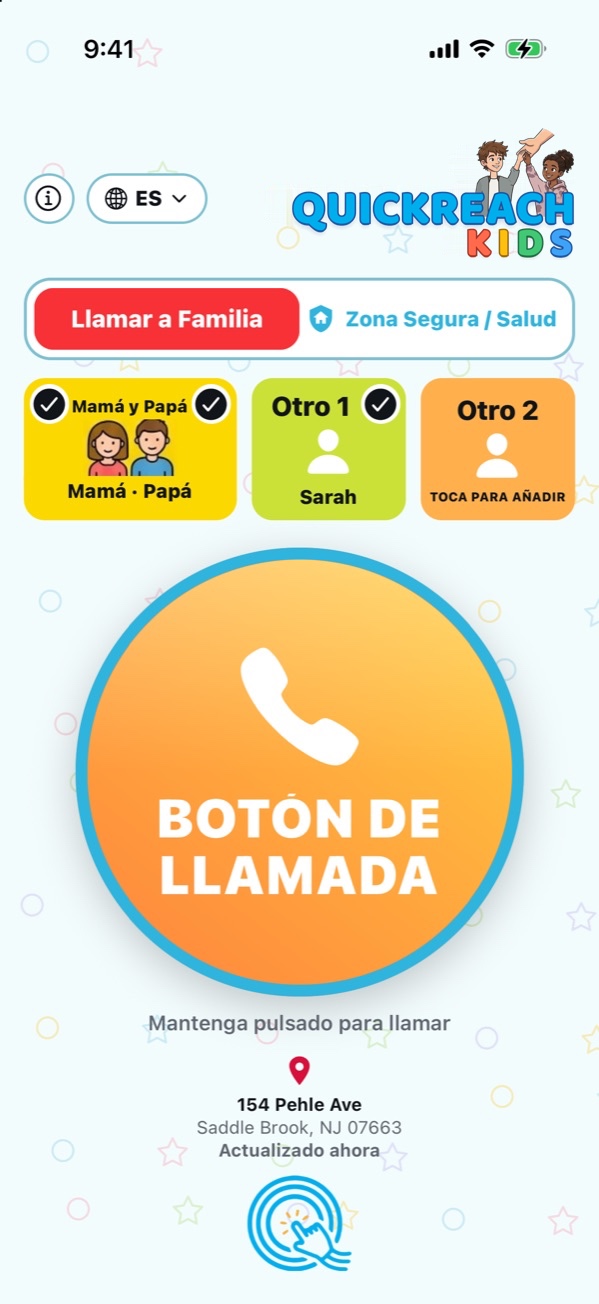 9:41
ES
QUICKREACH
KIDS
Llamar a Familia
Zona Segura / Salud
Mamá y Papá
Mamá · Papá
Otro 1
Sarah
Otro 2
TOCA PARA AÑADIR
BOTÓN DE
LLAMADA
Mantenga pulsado para llamar
154 Pehle Ave
Saddle Brook, NJ 07663
Actualizado ahora